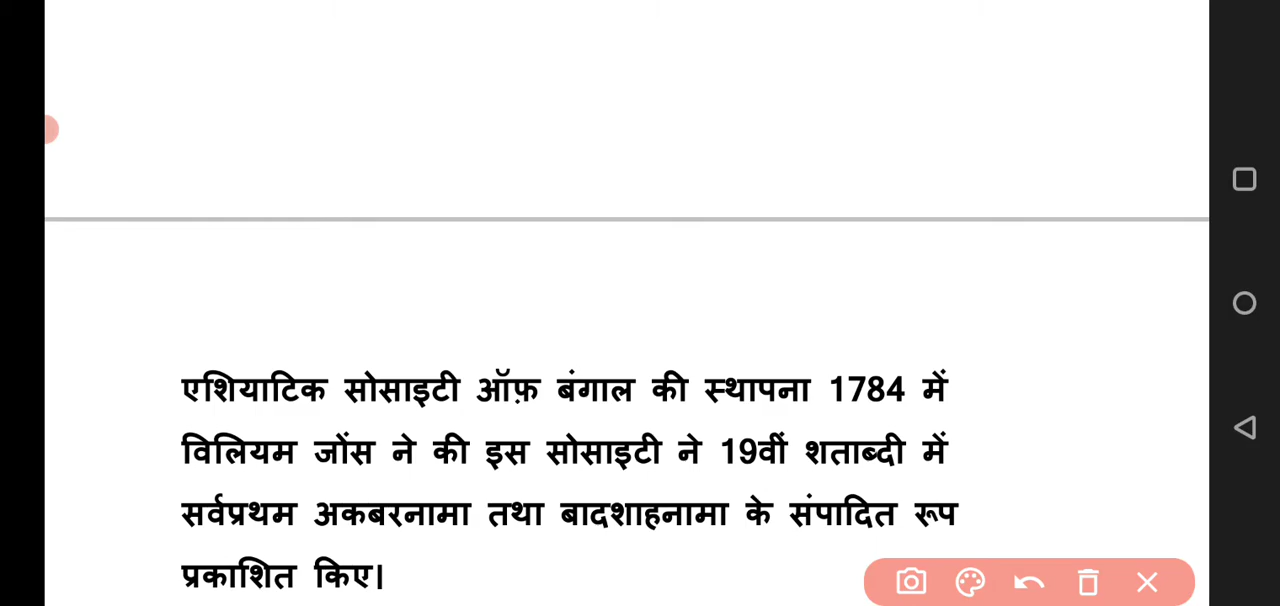 एशियाटिक सोसाइटी ऑफ़ बंगाल की स्थापना 1784 में
विलियम जोंस ने की इस सोसाइटी ने 19वीं शताब्दी में
सर्वप्रथम अकबरनामा तथा बादशाहनामा के संपादित रूप
प्रकाशित किए।